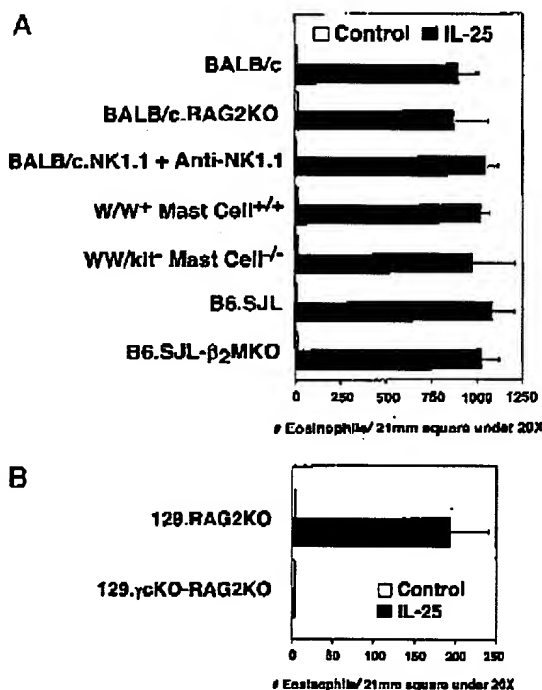 A
Control IL-25
BALB/c
BALB/c.RAG2KO
BALB/c.NK1.1 + Anti-NK1.1
W/W+ Mast Cell+/+
WW/kit- Mast Cell-/-
B6.SJL
B6.SJL-β2MKO
0 250 500 750 1000 1250
# Eosinophils/ 21mm square under 20X
B
129.RAG2KO
129.γcKO-RAG2KO
Control
IL-25
0 50 100 150 200 250
# Eosinophils/ 21mm square under 20X